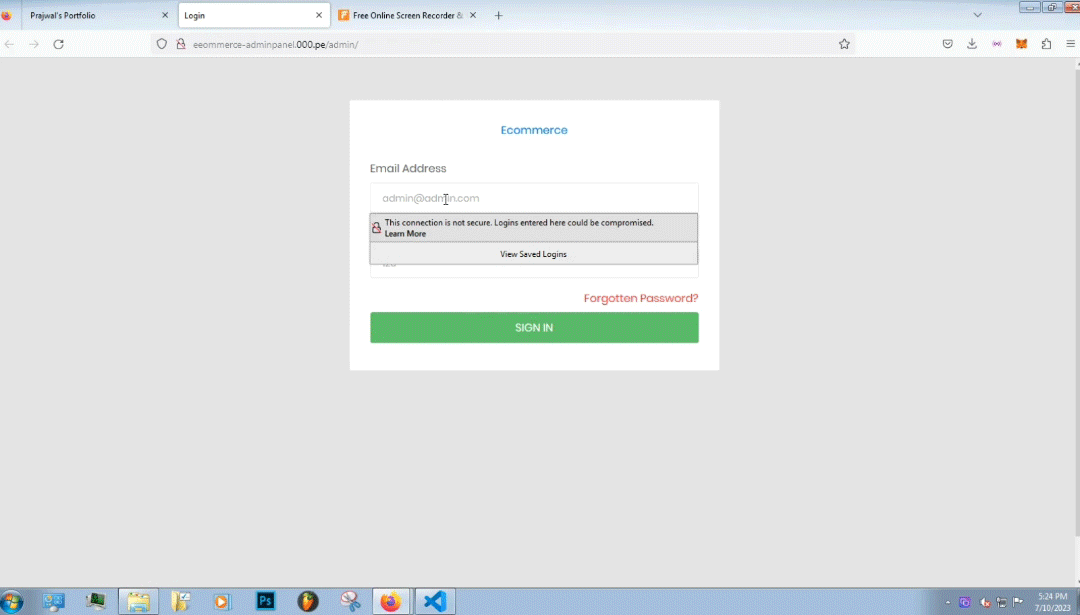 Prajwal's Portfolio
Login
Free Online Screen Recorder &
eeommerce-adminpanel.000.pe/admin/
Ecommerce
Email Address
admin@admin.com
This connection is not secure. Logins entered here could be compromised.
Learn More
View Saved Logins
Forgotten Password?
SIGN IN
Ps
5:24 PM
7/10/2023